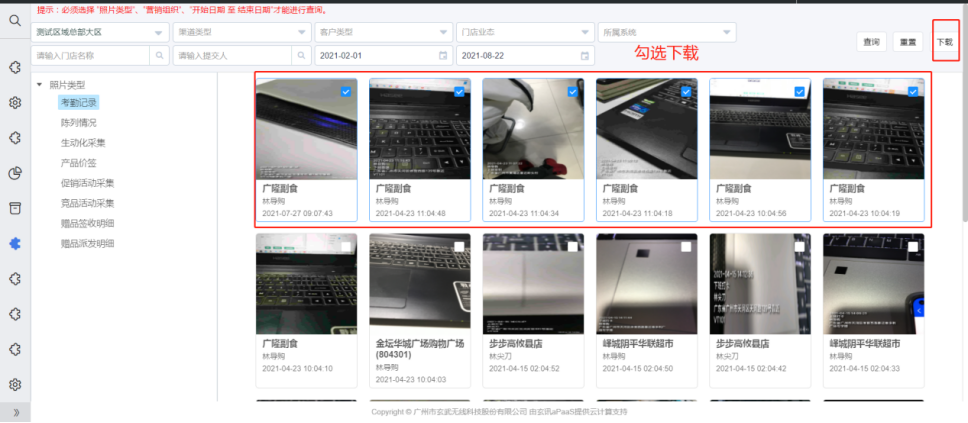 提示：必须选择 "照片类型"、"营销组织"、"开始日期 至 结束日期"才能进行查询。
测试区域总部大区 渠道类型 客户类型 门店业态 所属系统
查询 重置 下载
请输入门店名称 请输入提交人 2021-02-01 2021-08-22
勾选下载
照片类型
考勤记录
陈列情况
生动化采集
产品价签
促销活动采集
竞品活动采集
赠品签收明细
赠品派发明细
广隆副食
林导购
2021-07-27 09:07:43
广隆副食
林导购
2021-04-23 11:04:48
广隆副食
林导购
2021-04-23 11:04:34
广隆副食
林导购
2021-04-23 11:04:18
广隆副食
林导购
2021-04-23 10:04:56
广隆副食
林导购
2021-04-23 10:04:19
广隆副食
林导购
2021-04-23 10:04:10
金坛华城广场购物广场
(804301)
林导购
2021-04-23 10:04:03
步步高攸县店
林尖刀
2021-04-15 02:04:52
峄城阴平华联超市
林导购
2021-04-15 02:04:50
步步高攸县店
林尖刀
2021-04-15 02:04:42
峄城阴平华联超市
林导购
2021-04-15 02:04:33
Copyright © 广州市玄武无线科技股份有限公司 由玄讯aPaaS提供云计算支持